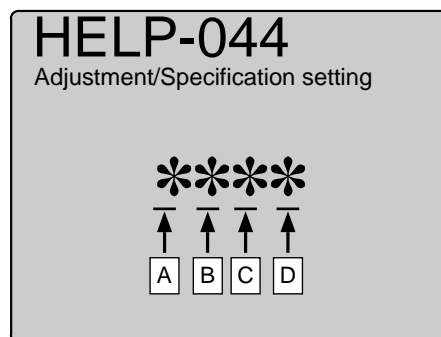 HELP-044
Adjustment/Specification setting
****
A B C D